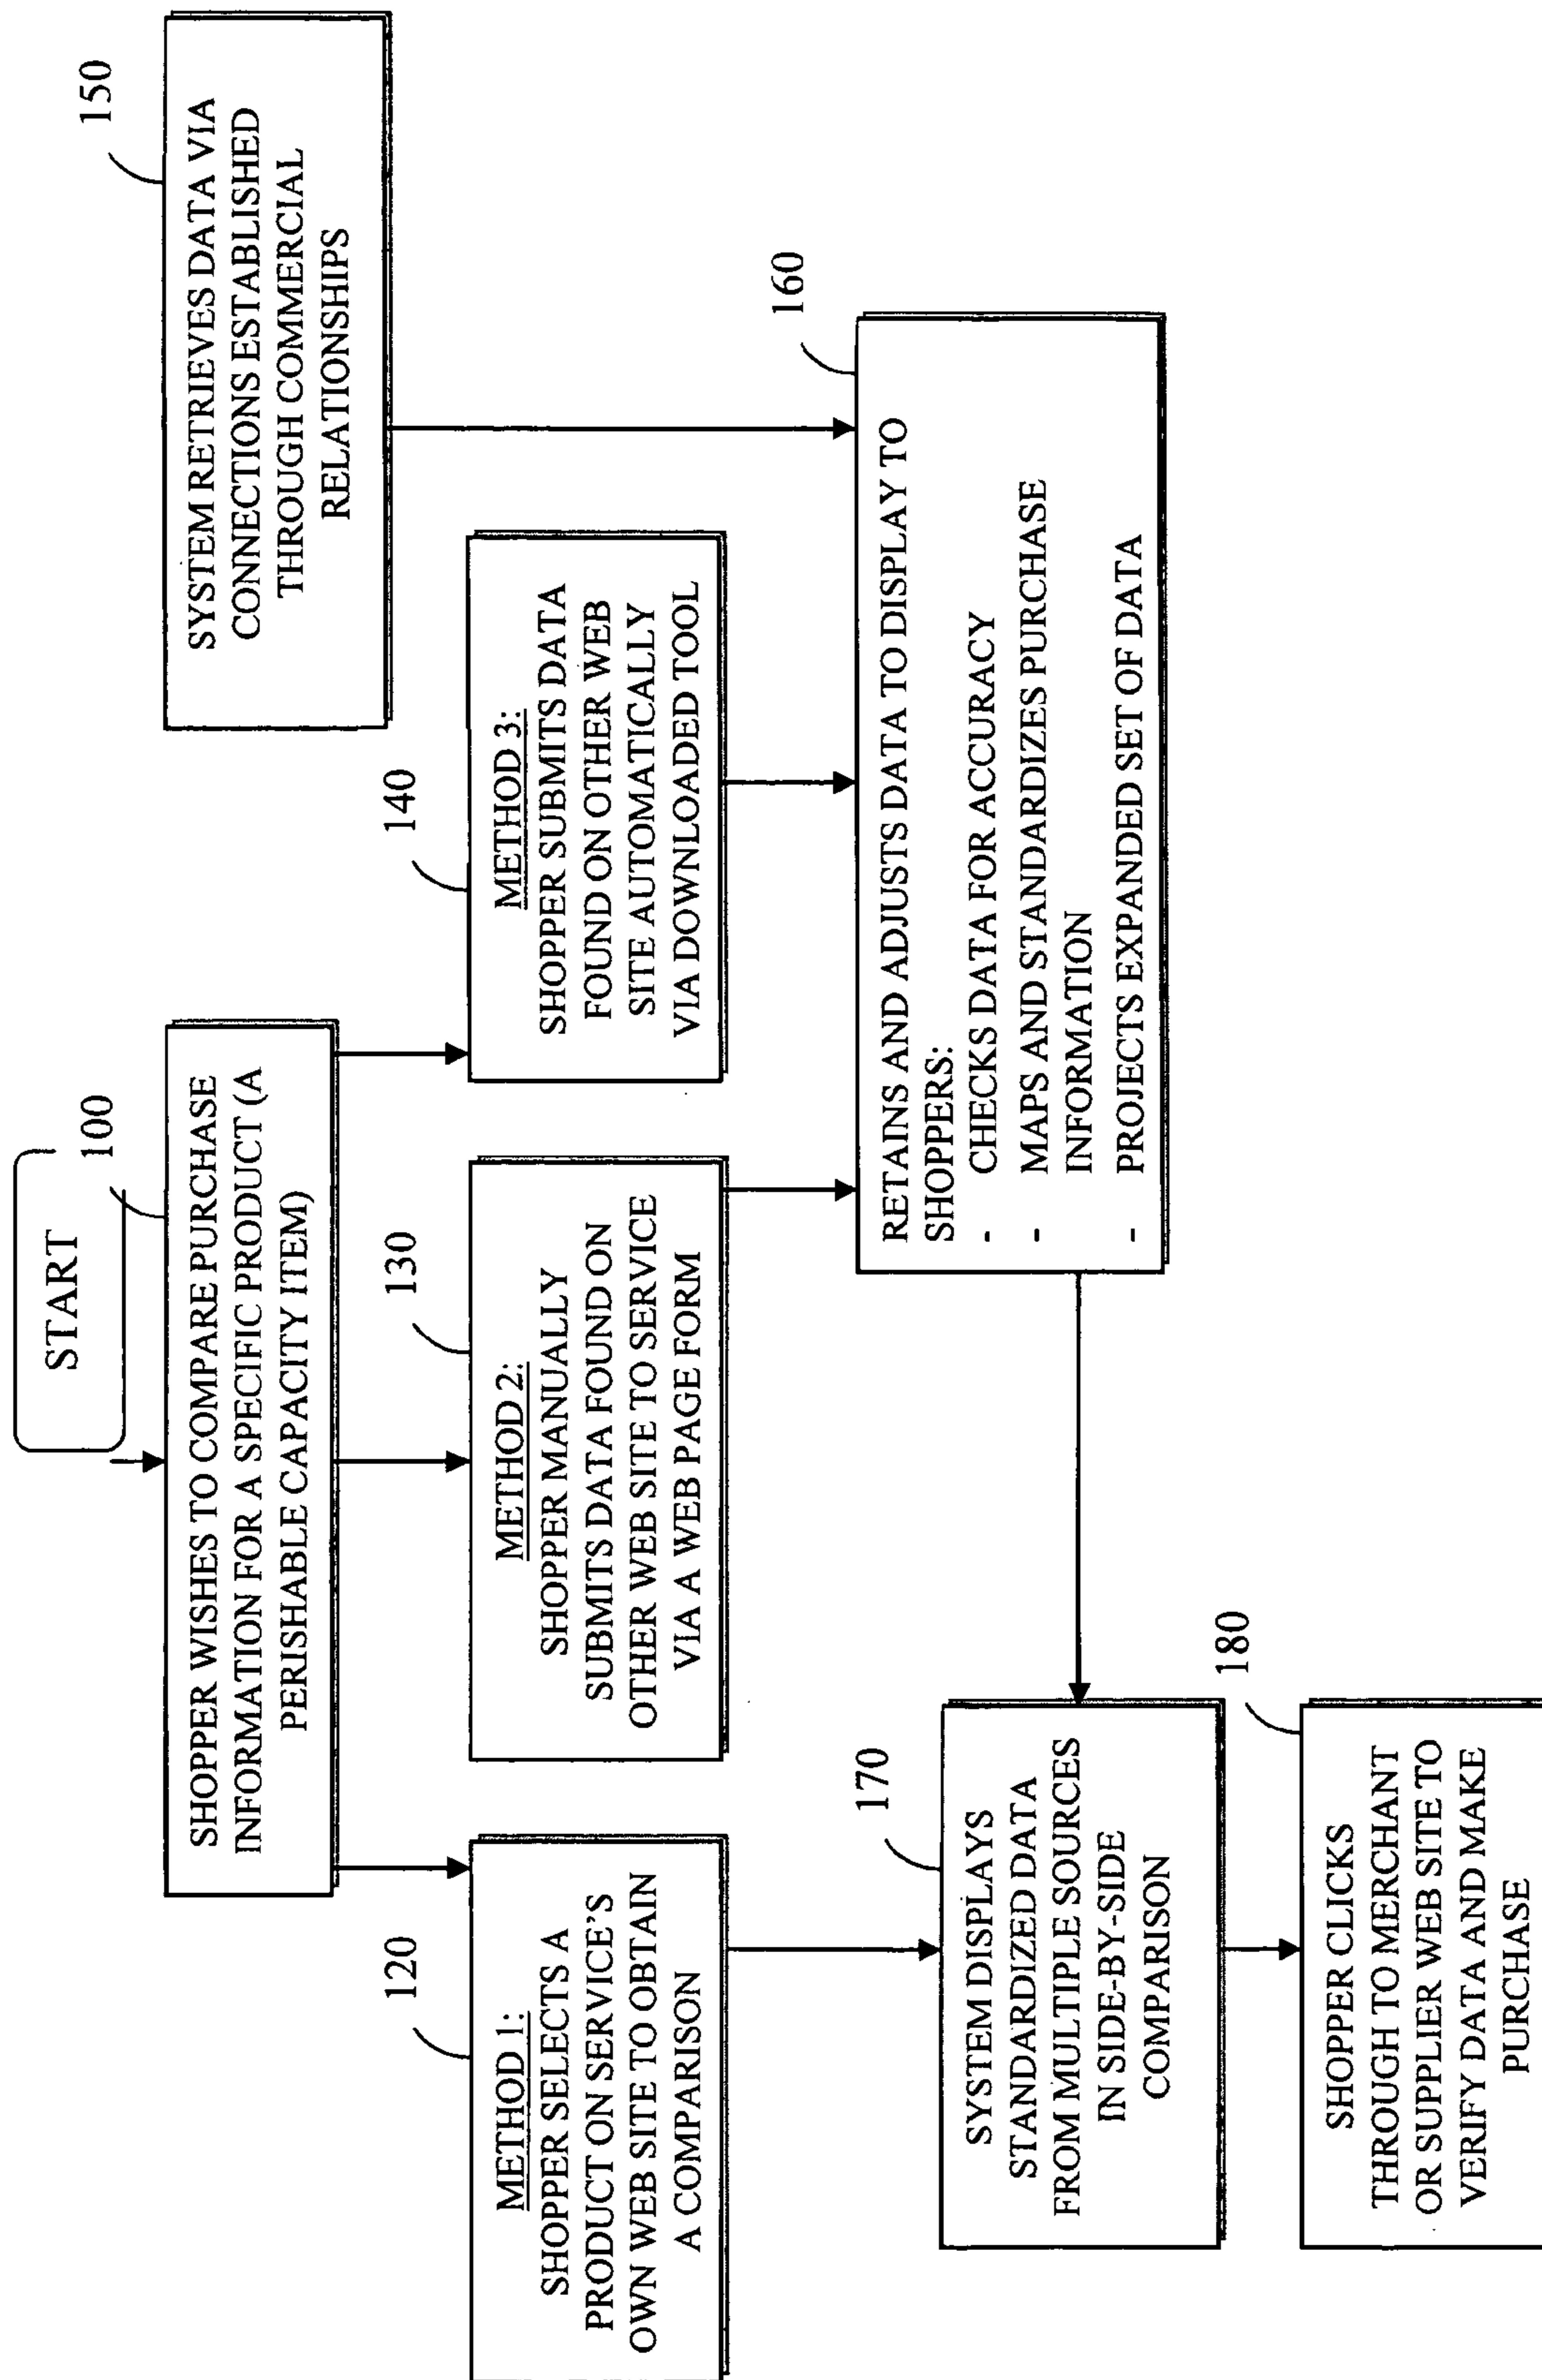 START
100
SHOPPER WISHES TO COMPARE PURCHASE
INFORMATION FOR A SPECIFIC PRODUCT (A
PERISHABLE CAPACITY ITEM)
150
SYSTEM RETRIEVES DATA VIA
CONNECTIONS ESTABLISHED
THROUGH COMMERCIAL
RELATIONSHIPS
120
METHOD 1:
SHOPPER SELECTS A
PRODUCT ON SERVICE'S
OWN WEB SITE TO OBTAIN
A COMPARISON
130
METHOD 2:
SHOPPER MANUALLY
SUBMITS DATA FOUND ON
OTHER WEB SITE TO SERVICE
VIA A WEB PAGE FORM
140
METHOD 3:
SHOPPER SUBMITS DATA
FOUND ON OTHER WEB
SITE AUTOMATICALLY
VIA DOWNLOADED TOOL
160
RETAINS AND ADJUSTS DATA TO DISPLAY TO
SHOPPERS:
- CHECKS DATA FOR ACCURACY
- MAPS AND STANDARDIZES PURCHASE
INFORMATION
- PROJECTS EXPANDED SET OF DATA
170
SYSTEM DISPLAYS
STANDARDIZED DATA
FROM MULTIPLE SOURCES
IN SIDE-BY-SIDE
COMPARISON
180
SHOPPER CLICKS
THROUGH TO MERCHANT
OR SUPPLIER WEB SITE TO
VERIFY DATA AND MAKE
PURCHASE